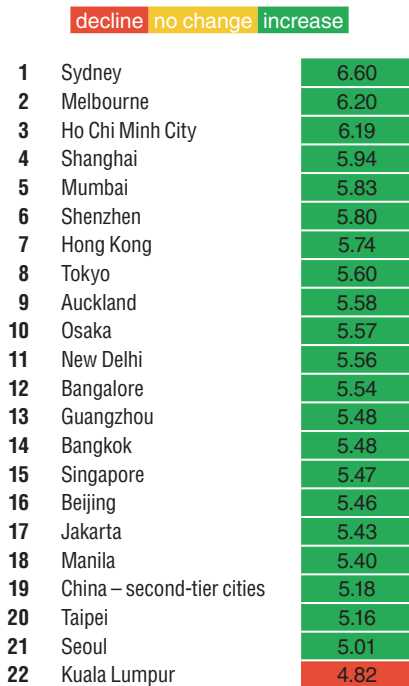 decline no change increase
1 Sydney 6.60
2 Melbourne 6.20
3 Ho Chi Minh City 6.19
4 Shanghai 5.94
5 Mumbai 5.83
6 Shenzhen 5.80
7 Hong Kong 5.74
8 Tokyo 5.60
9 Auckland 5.58
10 Osaka 5.57
11 New Delhi 5.56
12 Bangalore 5.54
13 Guangzhou 5.48
14 Bangkok 5.48
15 Singapore 5.47
16 Beijing 5.46
17 Jakarta 5.43
18 Manila 5.40
19 China – second-tier cities 5.18
20 Taipei 5.16
21 Seoul 5.01
22 Kuala Lumpur 4.82